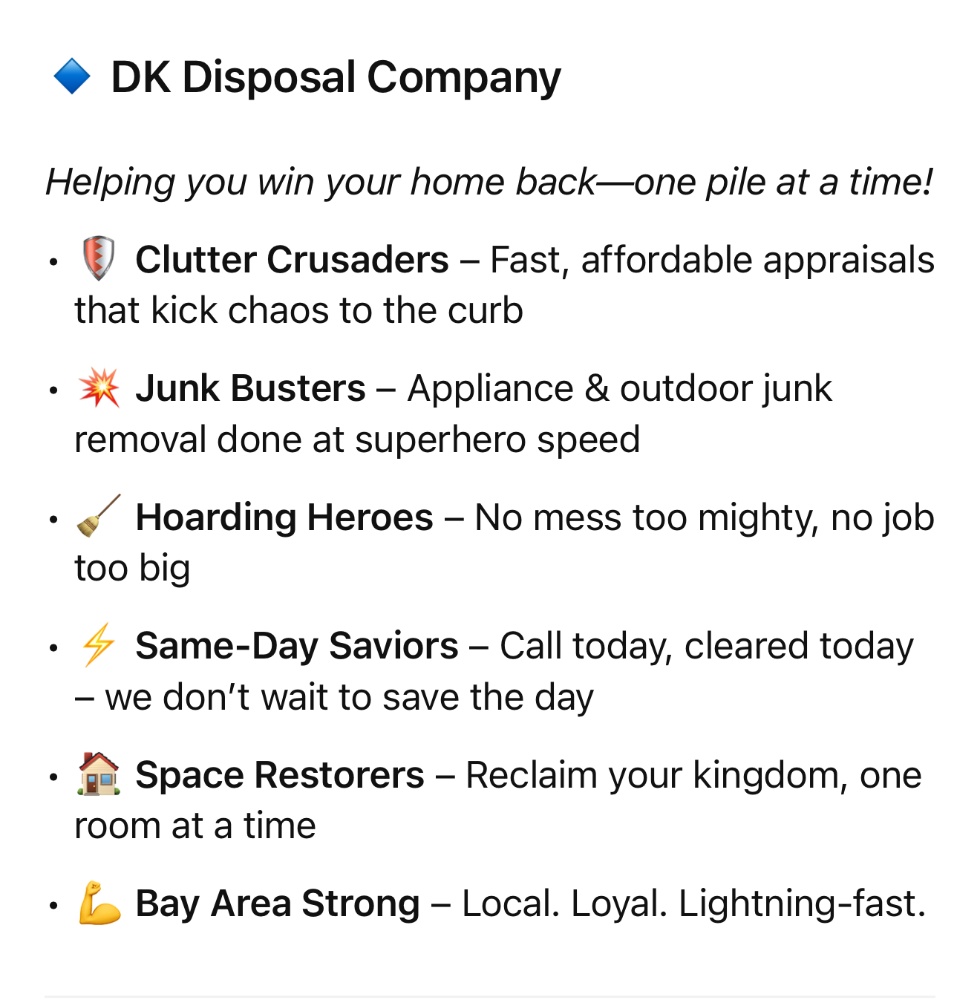 🔷 DK Disposal Company
Helping you win your home back—one pile at a time!
• 🛡️ Clutter Crusaders – Fast, affordable appraisals
that kick chaos to the curb
• 💥 Junk Busters – Appliance & outdoor junk
removal done at superhero speed
• 🧹 Hoarding Heroes – No mess too mighty, no job
too big
• ⚡ Same-Day Saviors – Call today, cleared today
– we don’t wait to save the day
• 🏠 Space Restorers – Reclaim your kingdom, one
room at a time
• 💪 Bay Area Strong – Local. Loyal. Lightning-fast.